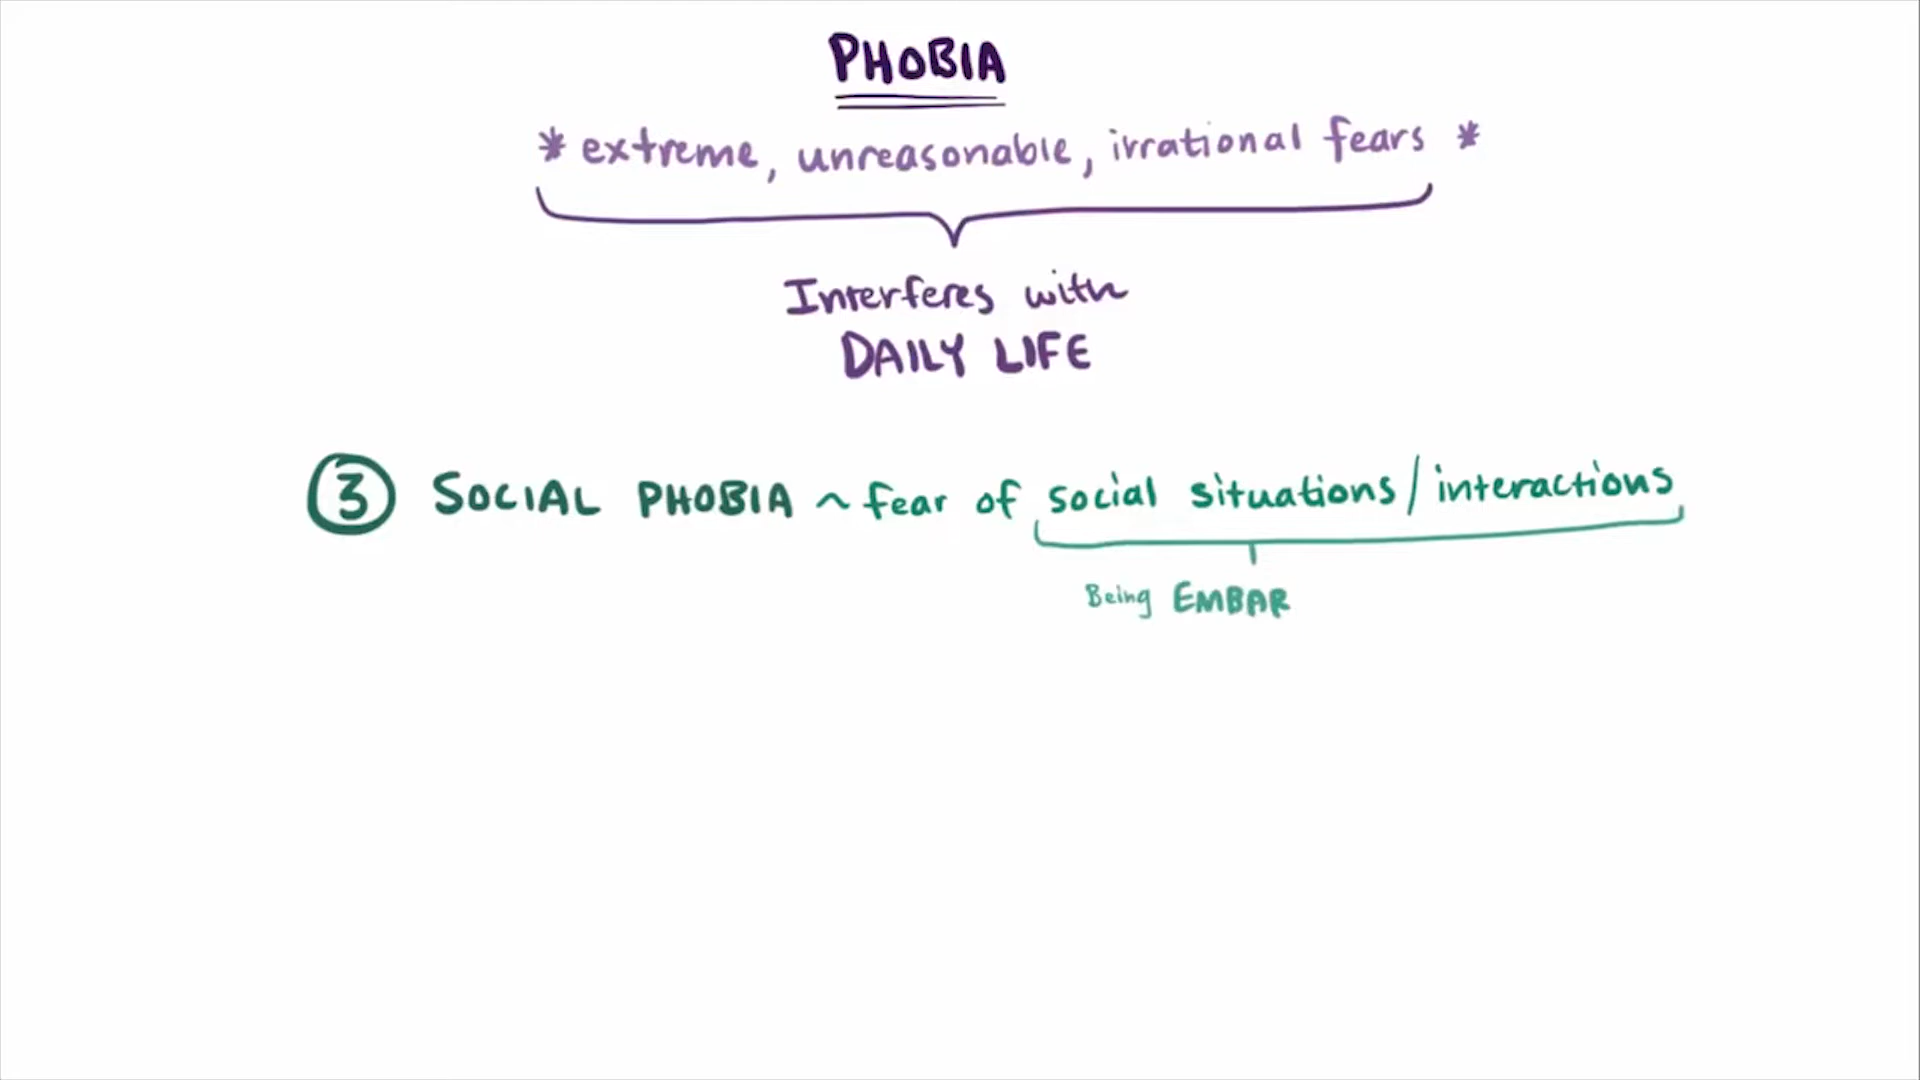 PHOBIA
* extreme, unreasonable, irrational fears *
Interferes with
DAILY LIFE
3 SOCIAL PHOBIA ~ fear of social situations/interactions
Being EMBAR